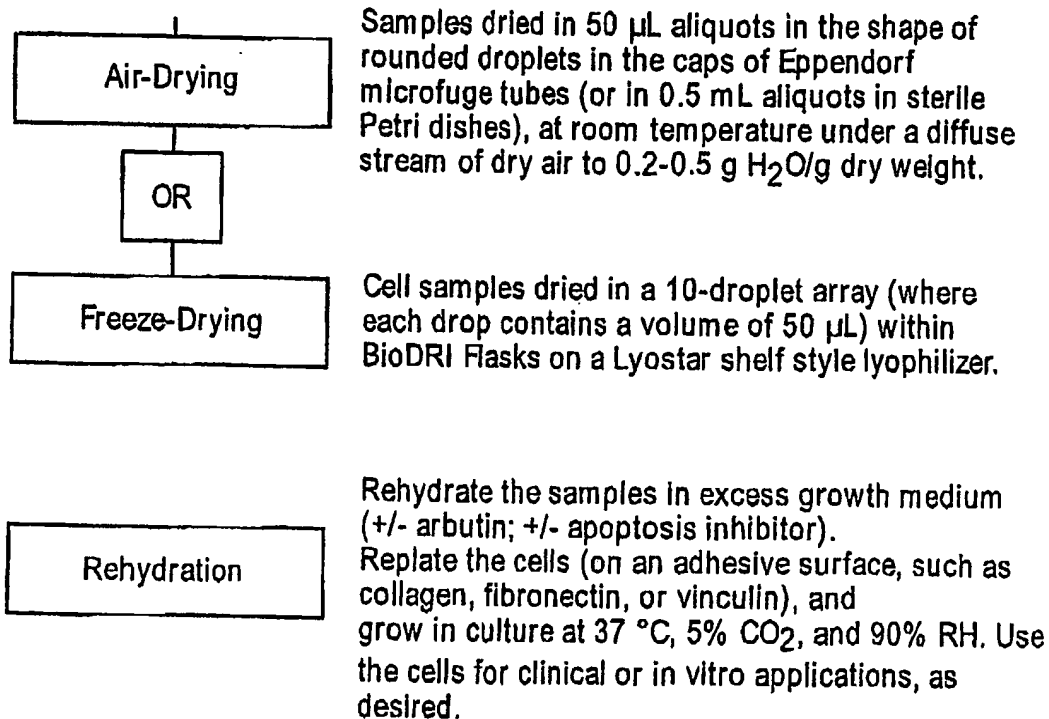 Air-Drying
Samples dried in 50 µL aliquots in the shape of
rounded droplets in the caps of Eppendorf
microfuge tubes (or in 0.5 mL aliquots in sterile
Petri dishes), at room temperature under a diffuse
stream of dry air to 0.2-0.5 g H2O/g dry weight.
OR
Freeze-Drying
Cell samples dried in a 10-droplet array (where
each drop contains a volume of 50 µL) within
BioDRI Flasks on a Lyostar shelf style lyophilizer.
Rehydration
Rehydrate the samples in excess growth medium
(+/- arbutin; +/- apoptosis inhibitor).
Replate the cells (on an adhesive surface, such as
collagen, fibronectin, or vinculin), and
grow in culture at 37 °C, 5% CO2, and 90% RH. Use
the cells for clinical or in vitro applications, as
desired.